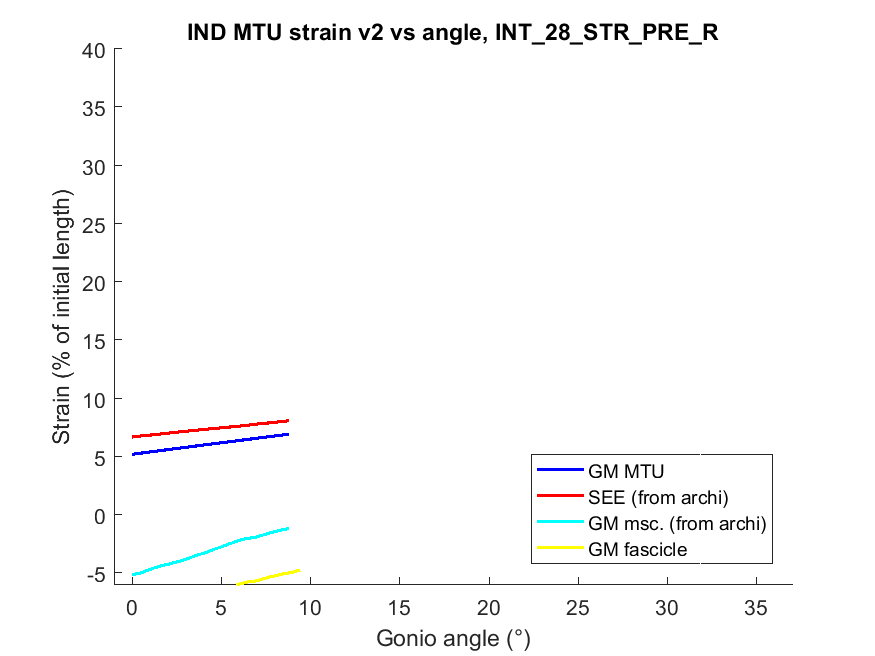 IND MTU strain v2 vs angle, INT_28_STR_PRE_R
Strain (% of initial length)
40
35
30
25
20
15
10
5
0
-5
0 5 10 15 20 25 30 35
Gonio angle (°)
GM MTU
SEE (from archi)
GM msc. (from archi)
GM fascicle